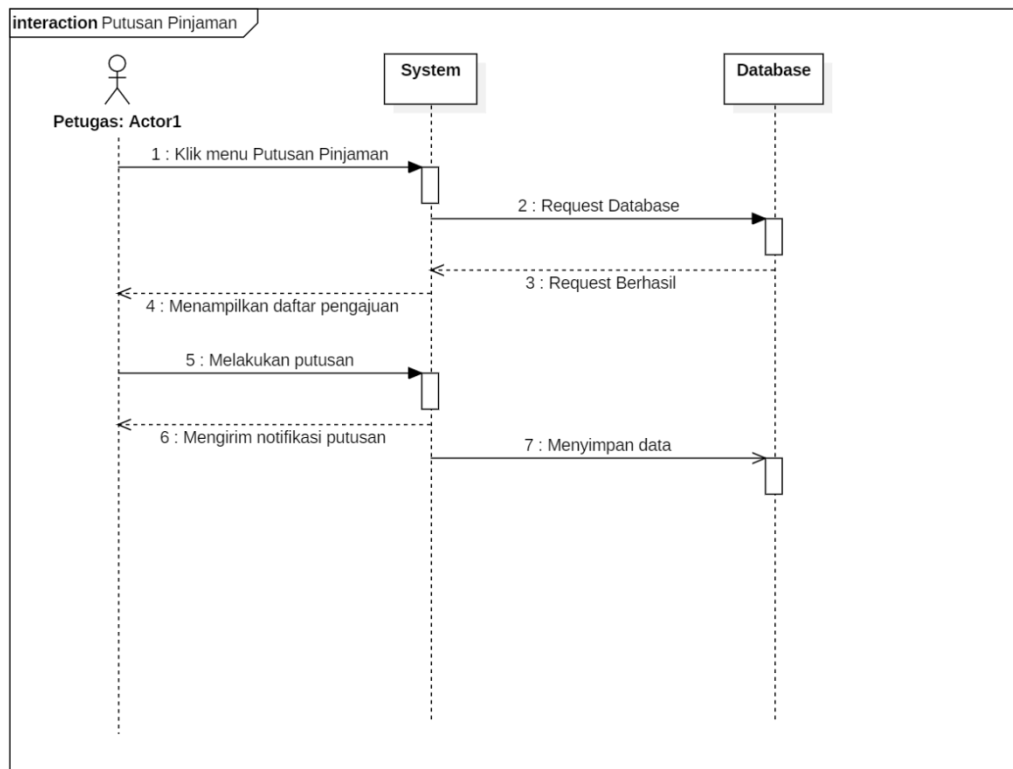 interaction Putusan Pinjaman
System
Database
Petugas: Actor1
1 : Klik menu Putusan Pinjaman
2 : Request Database
3 : Request Berhasil
4 : Menampilkan daftar pengajuan
5 : Melakukan putusan
6 : Mengirim notifikasi putusan
7 : Menyimpan data